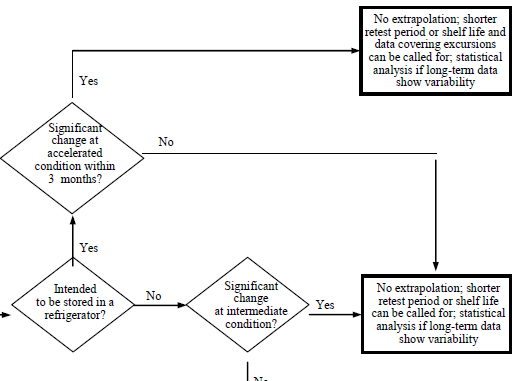 No extrapolation; shorter
retest period or shelf life and
data covering excursions
can be called for; statistical
analysis if long-term data
show variability
Yes
Significant
change at
accelerated
condition within
3 months?
No
Yes
Intended
to be stored in a
refrigerator?
No
Significant
change
at intermediate
condition?
Yes
No extrapolation; shorter
retest period or shelf life
can be called for; statistical
analysis if long-term data
show variability
No